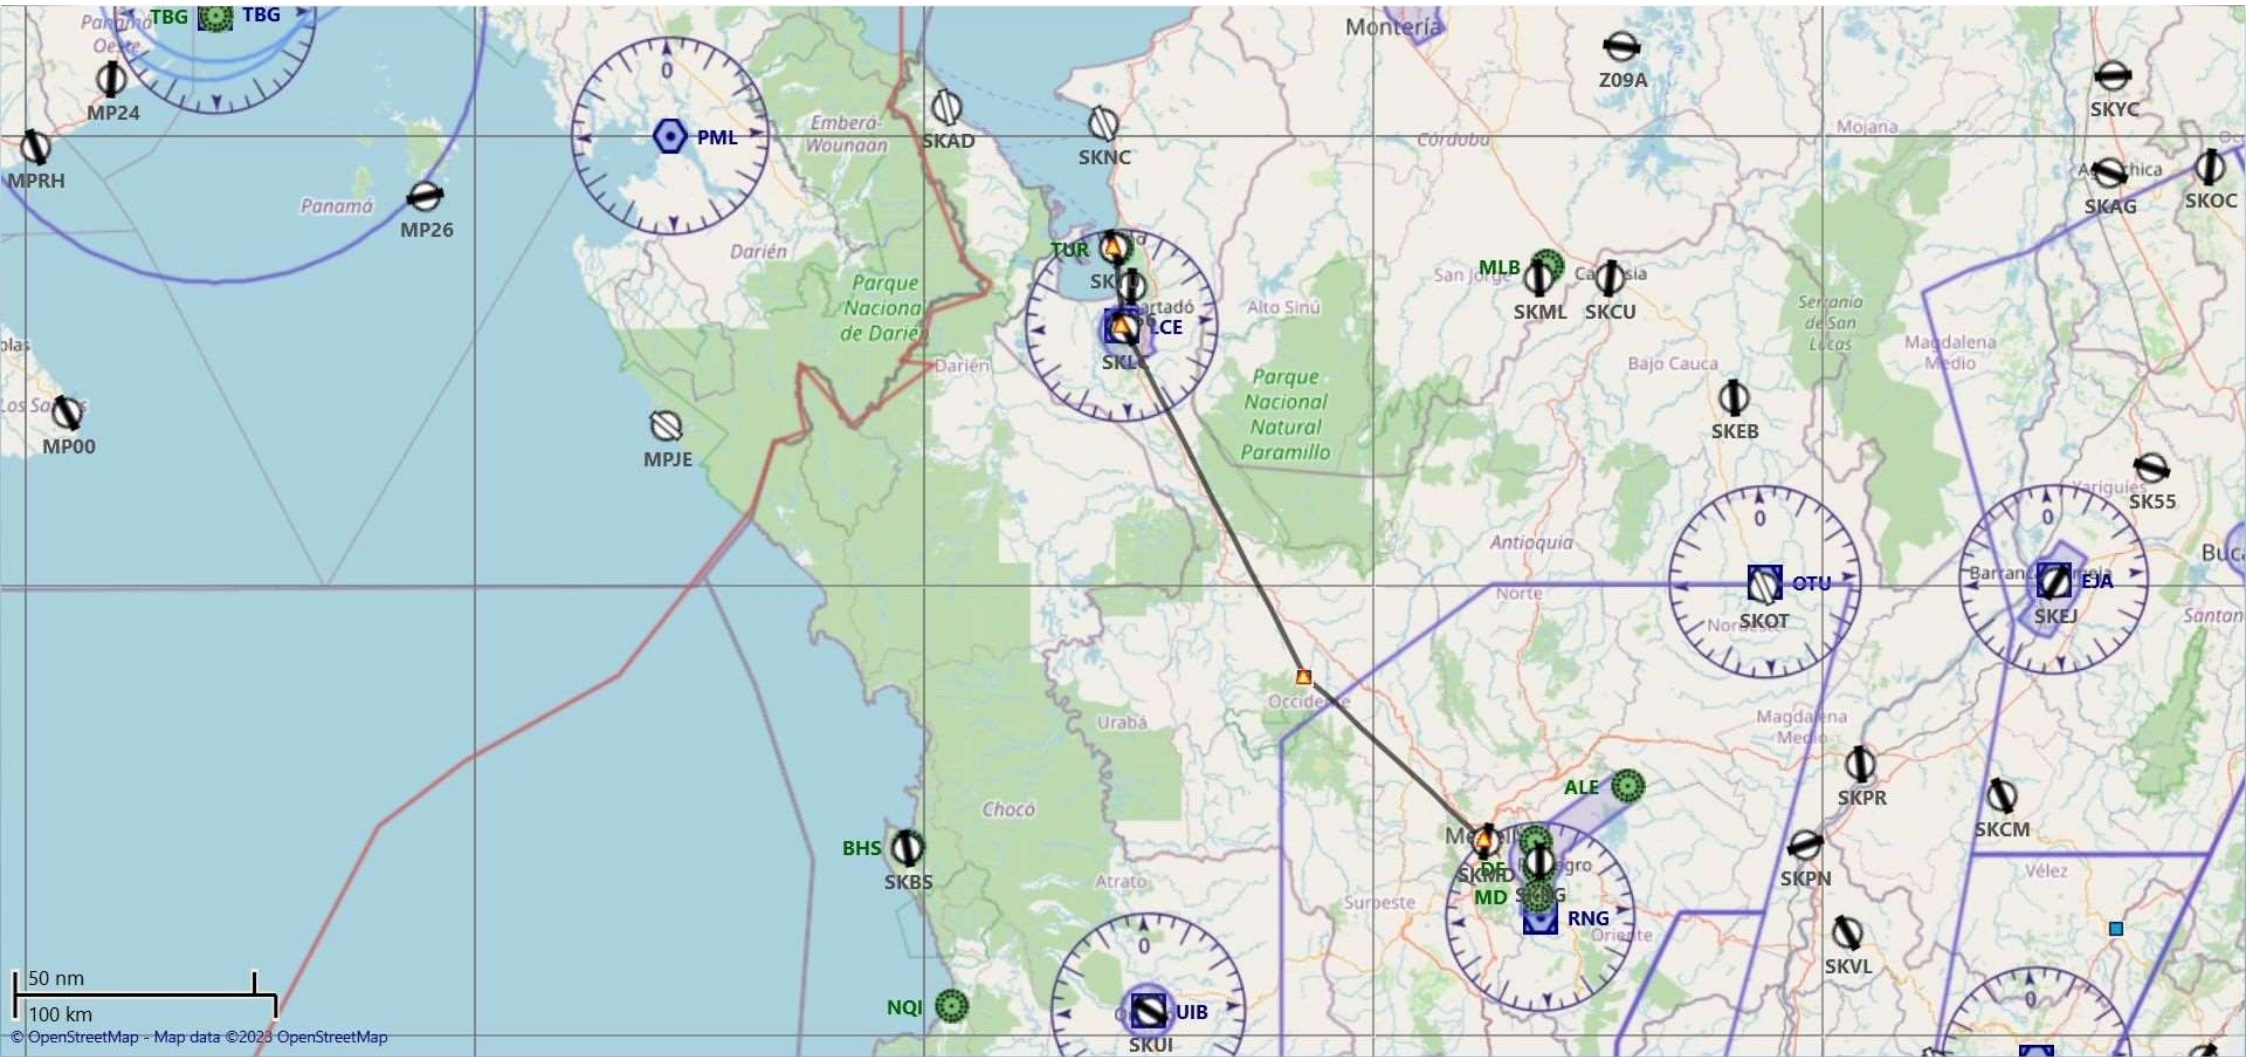 TBG
TBG
Panamá
Oeste
MP24
MPRH
MP26
Panamá
0
PML
Emberá-
Wounaan
Darién
SKAD
SKNC
Montería
Z09A
Córdoba
Mojana
SKYC
SKAG
SKOC
TUR
Parque
Naciona
de Darién
Darién
LCE
Alto Sinú
MLB
San Jorge
SKML
SKCU
Serranía
de San
Lucas
Magdalena
Medio
Bajo Cauca
Parque
Nacional
Natural
Paramillo
SKEB
MP00
MPJE
Yariguíes
SK55
0
0
Antioquia
Norte
OTU
SKOT
EJA
SKEJ
Urabá
Magdalena
Medio
ALE
SKPR
SKCM
SKPN
Vélez
Chocó
BHS
SKBS
Atrato
Suroeste
SKMD
MD
RNG
Oriente
SKVL
0
0
NQI
UIB
SKUI
50 nm
100 km
© OpenStreetMap - Map data ©2023 OpenStreetMap